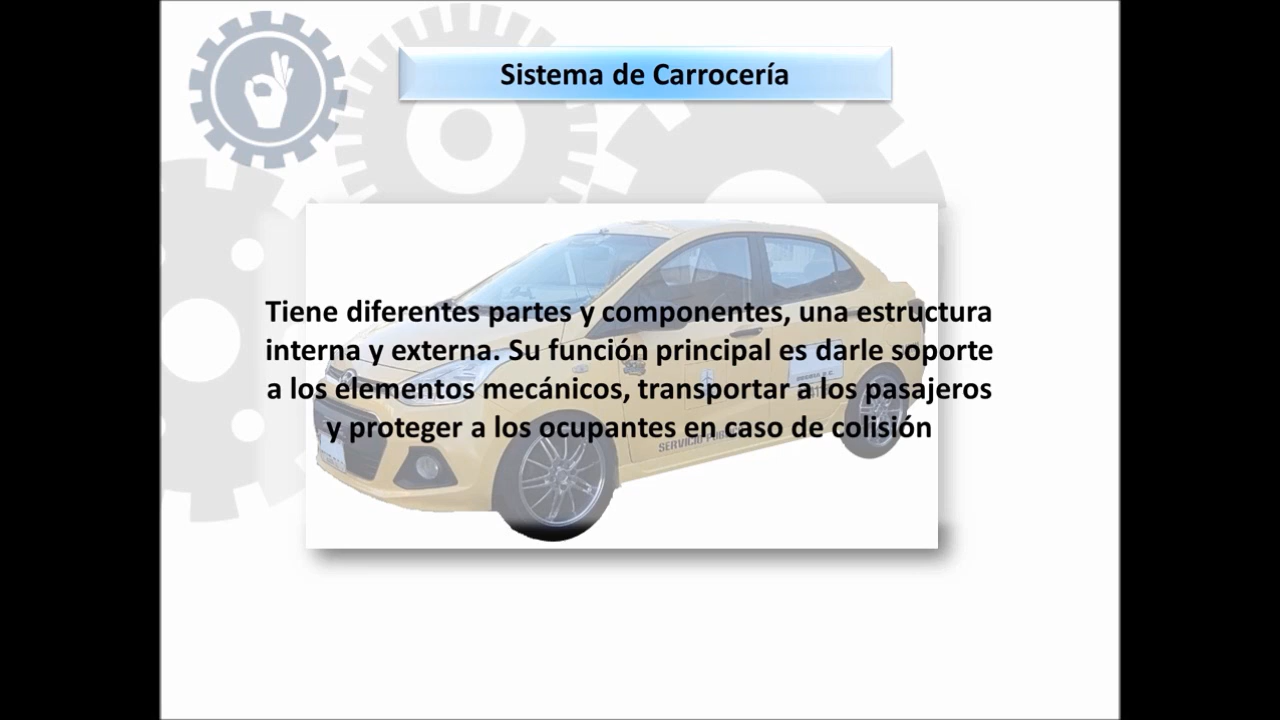 Sistema de Carrocería
Tiene diferentes partes y componentes, una estructura
interna y externa. Su función principal es darle soporte
a los elementos mecánicos, transportar a los pasajeros
y proteger a los ocupantes en caso de colisión
SERVICIO